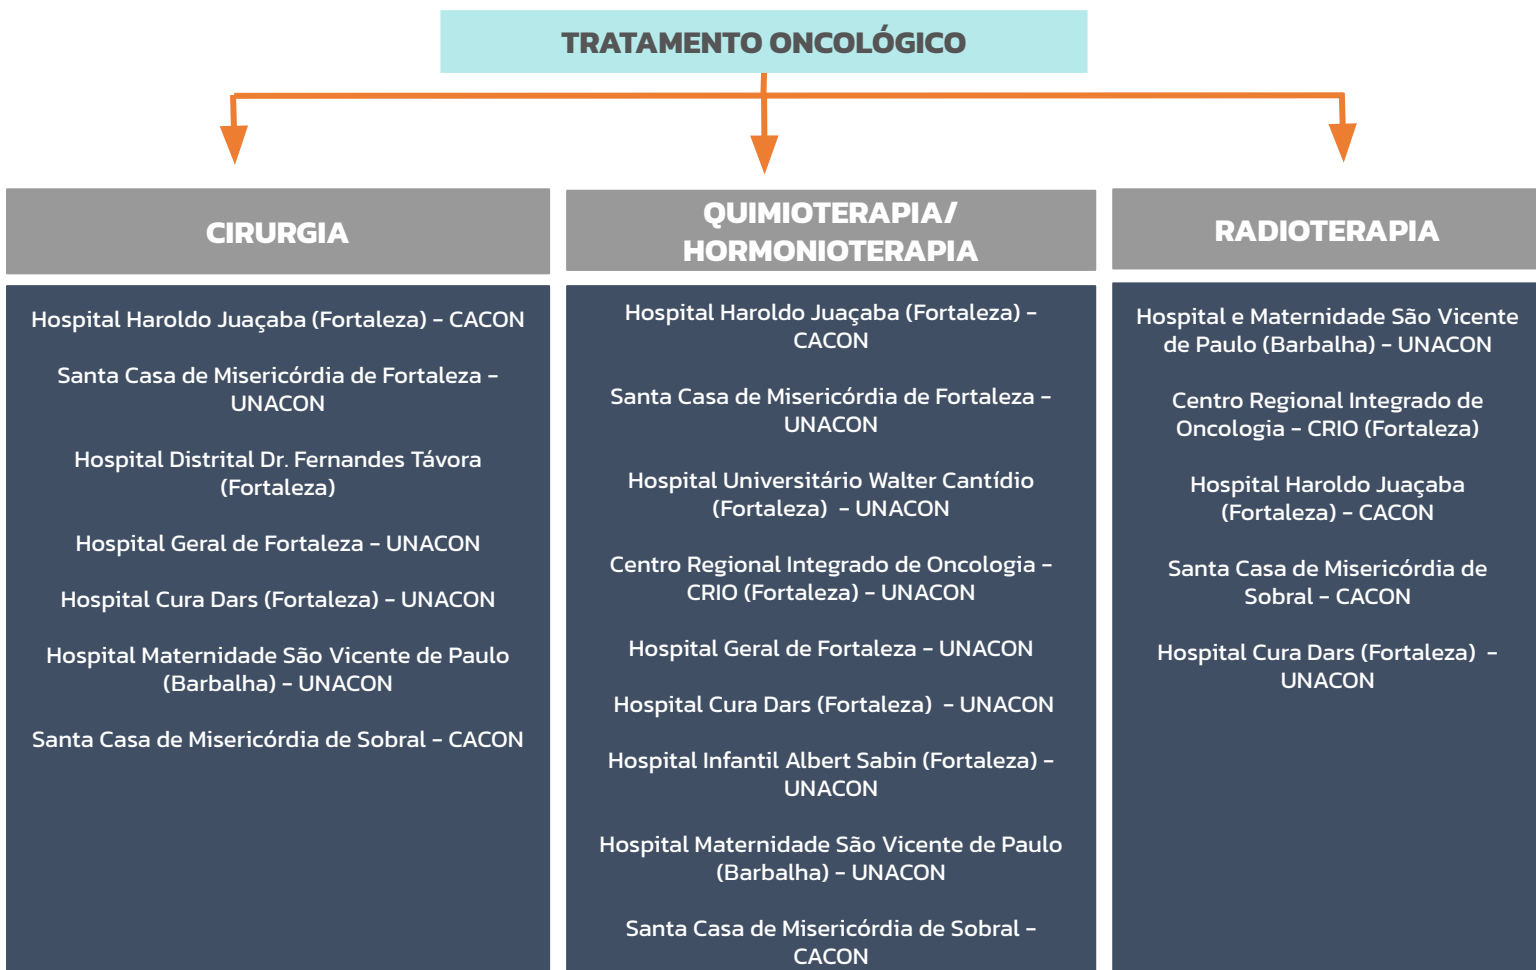 TRATAMENTO ONCOLÓGICO
CIRURGIA
Hospital Haroldo Juaçaba (Fortaleza) – CACON
Santa Casa de Misericórdia de Fortaleza –
UNACON
Hospital Distrital Dr. Fernandes Távora
(Fortaleza)
Hospital Geral de Fortaleza – UNACON
Hospital Cura Dars (Fortaleza) – UNACON
Hospital Maternidade São Vicente de Paulo
(Barbalha) – UNACON
Santa Casa de Misericórdia de Sobral – CACON
QUIMIOTERAPIA/
HORMONIOTERAPIA
Hospital Haroldo Juaçaba (Fortaleza) –
CACON
Santa Casa de Misericórdia de Fortaleza –
UNACON
Hospital Universitário Walter Cantídio
(Fortaleza) – UNACON
Centro Regional Integrado de Oncologia –
CRIO (Fortaleza) – UNACON
Hospital Geral de Fortaleza – UNACON
Hospital Cura Dars (Fortaleza) – UNACON
Hospital Infantil Albert Sabin (Fortaleza) –
UNACON
Hospital Maternidade São Vicente de Paulo
(Barbalha) – UNACON
Santa Casa de Misericórdia de Sobral –
CACON
RADIOTERAPIA
Hospital e Maternidade São Vicente
de Paulo (Barbalha) – UNACON
Centro Regional Integrado de
Oncologia – CRIO (Fortaleza)
Hospital Haroldo Juaçaba
(Fortaleza) – CACON
Santa Casa de Misericórdia de
Sobral – CACON
Hospital Cura Dars (Fortaleza) –
UNACON